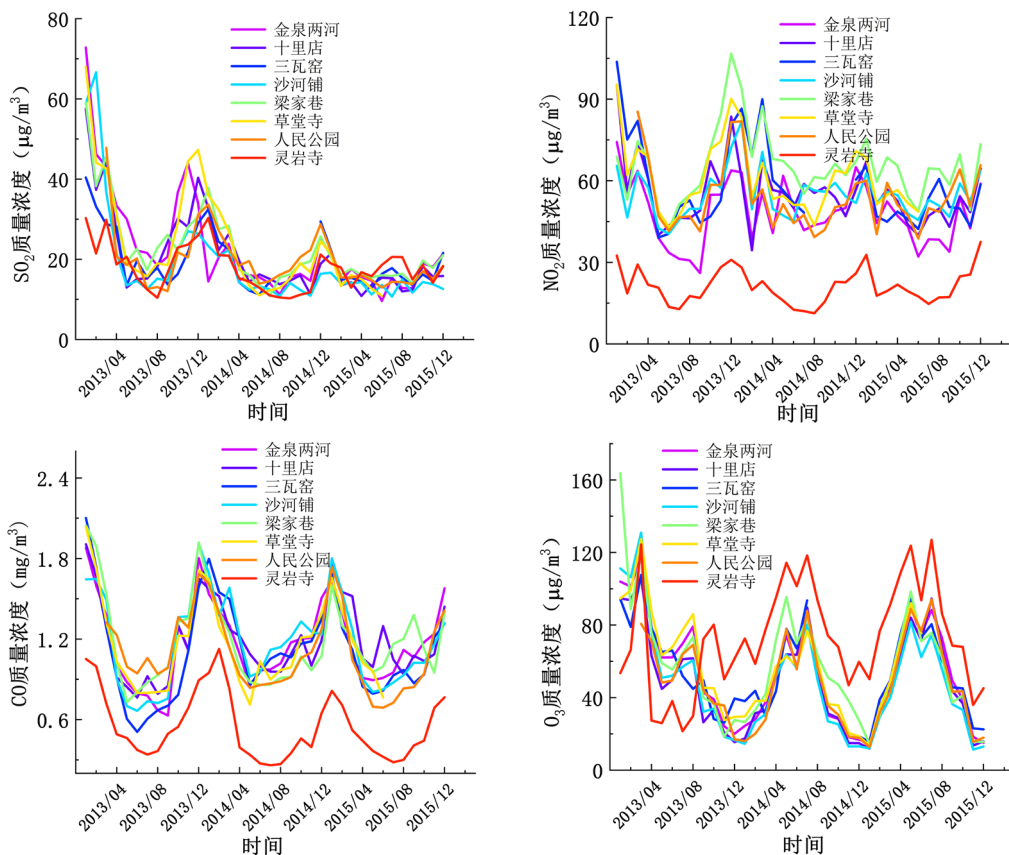 SO₂质量浓度（μg/m³）
80
60
40
20
0
金泉两河
十里店
三瓦窑
沙河铺
梁家巷
草堂寺
人民公园
灵岩寺
2013/04
2013/08
2013/12
2014/04
2014/08
2014/12
2015/04
2015/08
2015/12
时间
NO₂质量浓度（μg/m³）
120
90
60
30
0
金泉两河
十里店
三瓦窑
沙河铺
梁家巷
草堂寺
人民公园
灵岩寺
2013/04
2013/08
2013/12
2014/04
2014/08
2014/12
2015/04
2015/08
2015/12
时间
CO质量浓度（mg/m³）
2.4
1.8
1.2
0.6
金泉两河
十里店
三瓦窑
沙河铺
梁家巷
草堂寺
人民公园
灵岩寺
2013/04
2013/08
2013/12
2014/04
2014/08
2014/12
2015/04
2015/08
2015/12
时间
O₃质量浓度（μg/m³）
160
120
80
40
0
金泉两河
十里店
三瓦窑
沙河铺
梁家巷
草堂寺
人民公园
灵岩寺
2013/04
2013/08
2013/12
2014/04
2014/08
2014/12
2015/04
2015/08
2015/12
时间